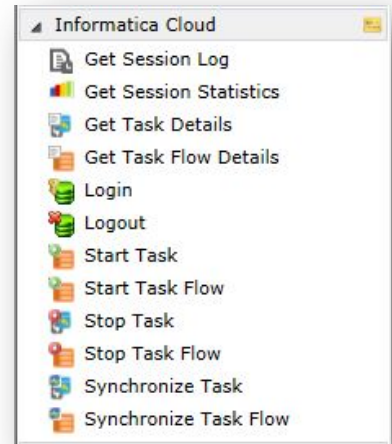 Informatica Cloud
Get Session Log
Get Session Statistics
Get Task Details
Get Task Flow Details
Login
Logout
Start Task
Start Task Flow
Stop Task
Stop Task Flow
Synchronize Task
Synchronize Task Flow